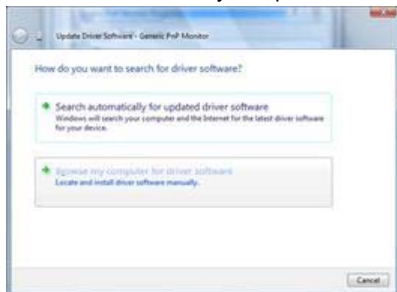 Update Driver Software - Generic PnP Monitor
How do you want to search for driver software?
Search automatically for updated driver software
Windows will search your computer and the Internet for the latest driver software
for your device.
Browse my computer for driver software
Locate and install driver software manually.
Cancel